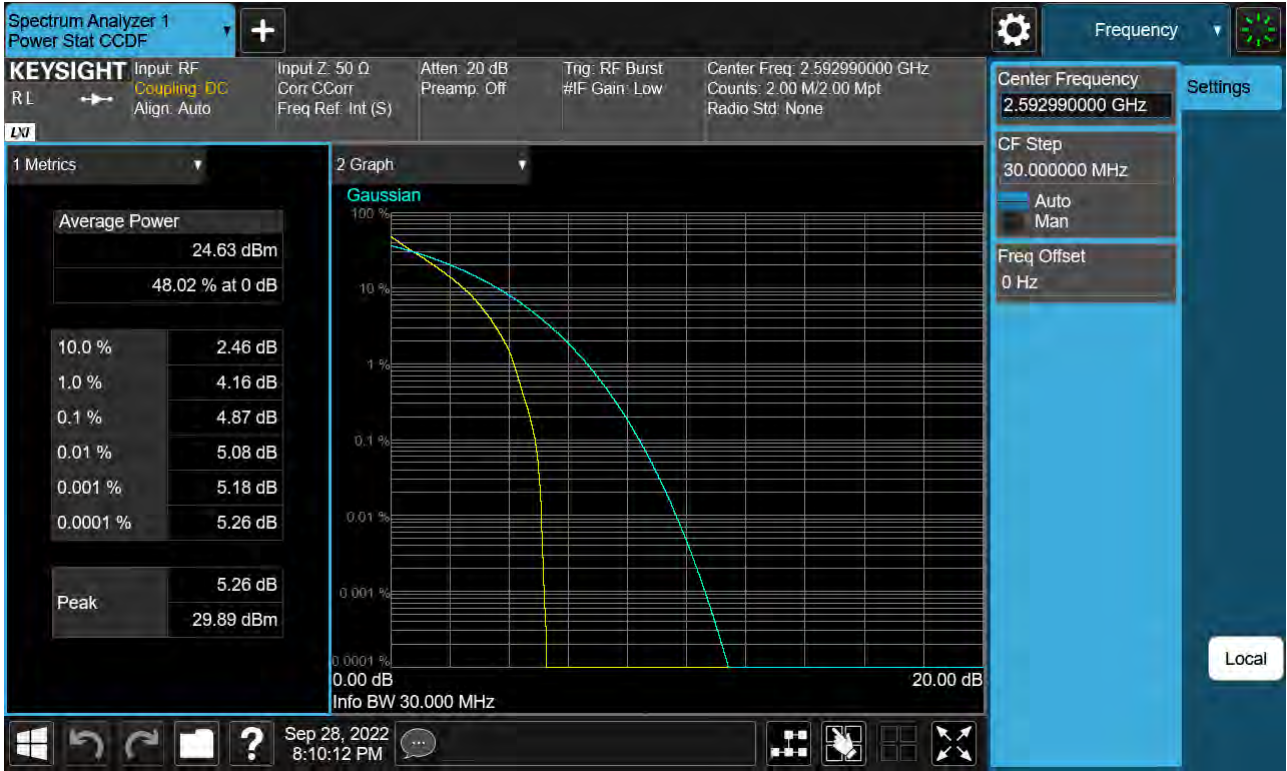 Spectrum Analyzer 1
Power Stat CCDF
Frequency
KEYSIGHT
RL
LXI
Input: RF
Coupling: DC
Align: Auto
Input Z: 50 Ω
Corr CCorr
Freq Ref: Int (S)
Atten: 20 dB
Preamp: Off
Trig: RF Burst
#IF Gain: Low
Center Freq: 2.592990000 GHz
Counts: 2.00 M/2.00 Mpt
Radio Std: None
Center Frequency
2.592990000 GHz
Settings
CF Step
30.000000 MHz
Auto
Man
Freq Offset
0 Hz
1 Metrics
Average Power
24.63 dBm
48.02 % at 0 dB
10.0 % 2.46 dB
1.0 % 4.16 dB
0.1 % 4.87 dB
0.01 % 5.08 dB
0.001 % 5.18 dB
0.0001 % 5.26 dB
Peak
5.26 dB
29.89 dBm
2 Graph
Gaussian
100 %
10 %
1 %
0.1 %
0.01 %
0.001 %
0.0001 %
0.00 dB 20.00 dB
Info BW 30.000 MHz
Local
Sep 28, 2022
8:10:12 PM